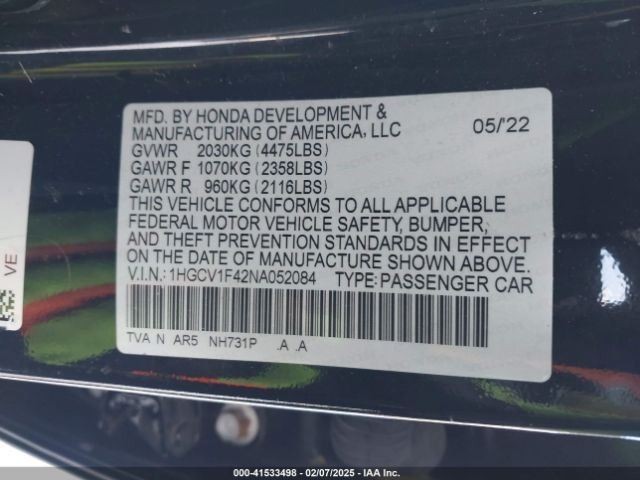 MFD. BY HONDA DEVELOPMENT &
MANUFACTURING OF AMERICA, LLC 05/'22
GVWR 2030KG (4475LBS)
GAWR F 1070KG (2358LBS)
GAWR R 960KG (2116LBS)
THIS VEHICLE CONFORMS TO ALL APPLICABLE
FEDERAL MOTOR VEHICLE SAFETY, BUMPER,
AND THEFT PREVENTION STANDARDS IN EFFECT
ON THE DATE OF MANUFACTURE SHOWN ABOVE.
V.I.N.: 1HGCV1F42NA052084 TYPE: PASSENGER CAR
TVA N AR5 NH731P .A .A
VE
000-41533498 - 02/07/2025 - IAA Inc.